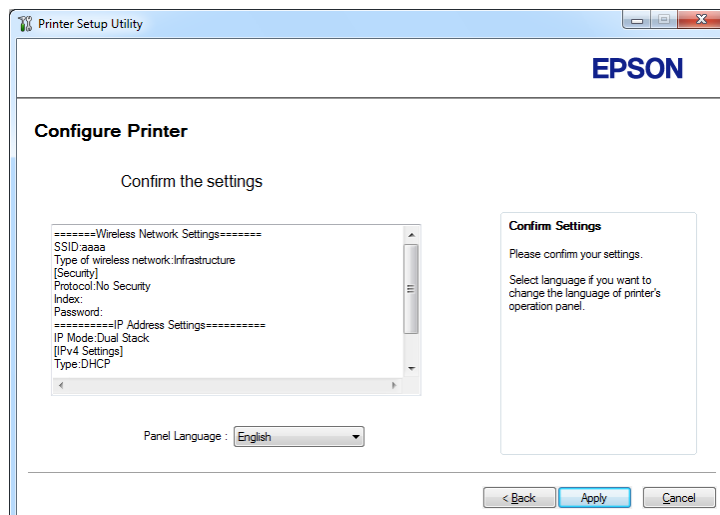 Printer Setup Utility
EPSON
Configure Printer
Confirm the settings
=======Wireless Network Settings=======
SSID:aaaa
Type of wireless network:Infrastructure
[Security]
Protocol:No Security
Index:
Password:
==========IP Address Settings==========
IP Mode:Dual Stack
[IPv4 Settings]
Type:DHCP
Panel Language : English
Confirm Settings
Please confirm your settings.
Select language if you want to
change the language of printer's
operation panel.
< Back
Apply
Cancel